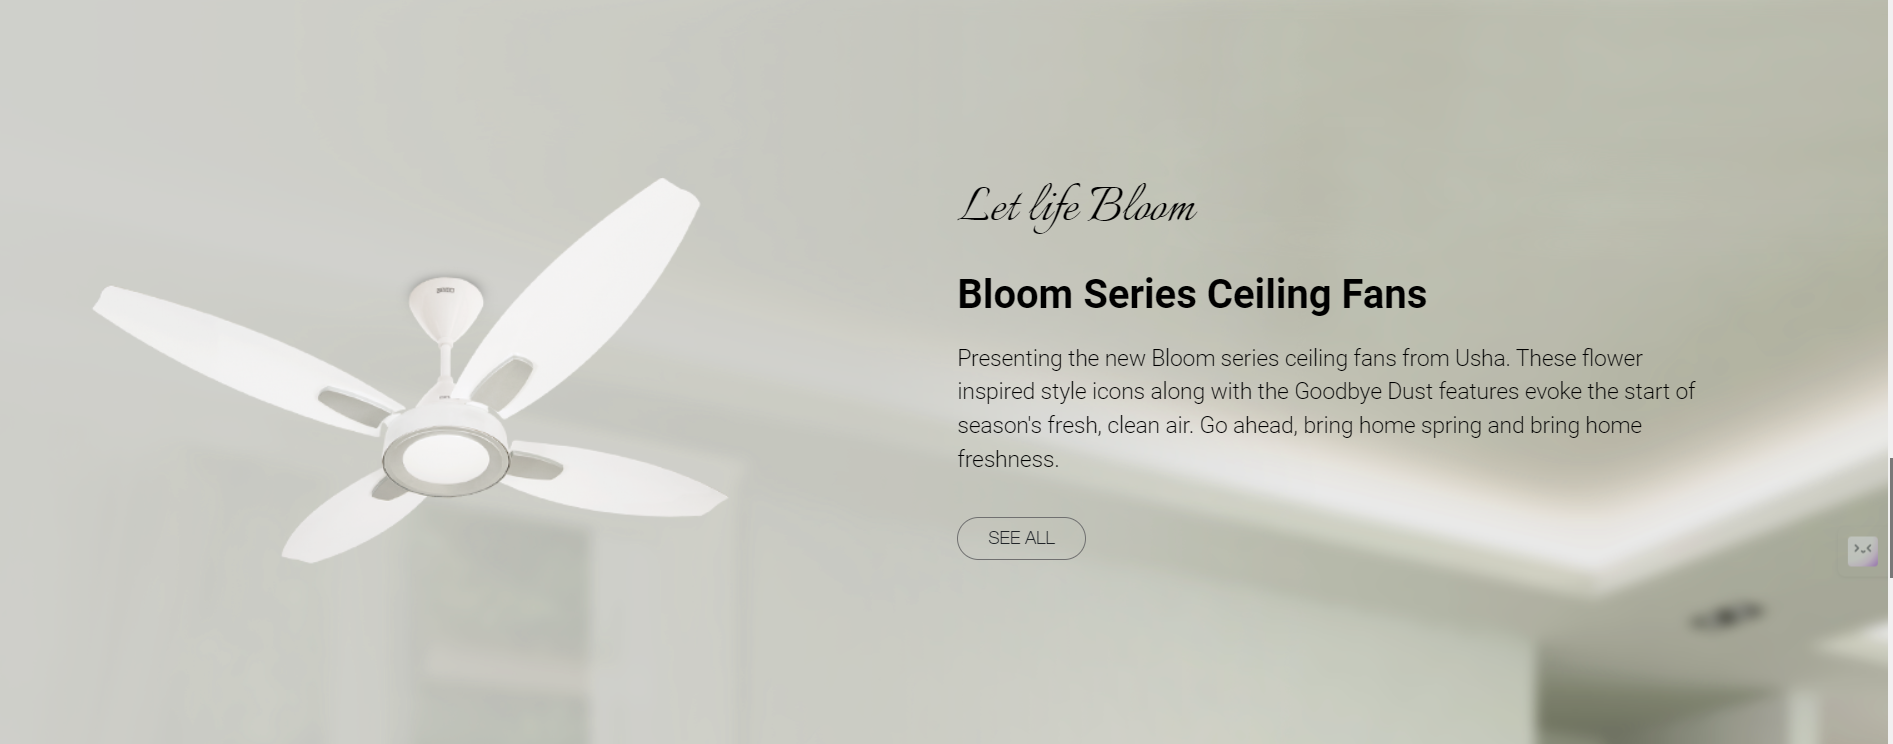 Let life Bloom
Bloom Series Ceiling Fans
Presenting the new Bloom series ceiling fans from Usha. These flower
inspired style icons along with the Goodbye Dust features evoke the start of
season's fresh, clean air. Go ahead, bring home spring and bring home
freshness.
SEE ALL